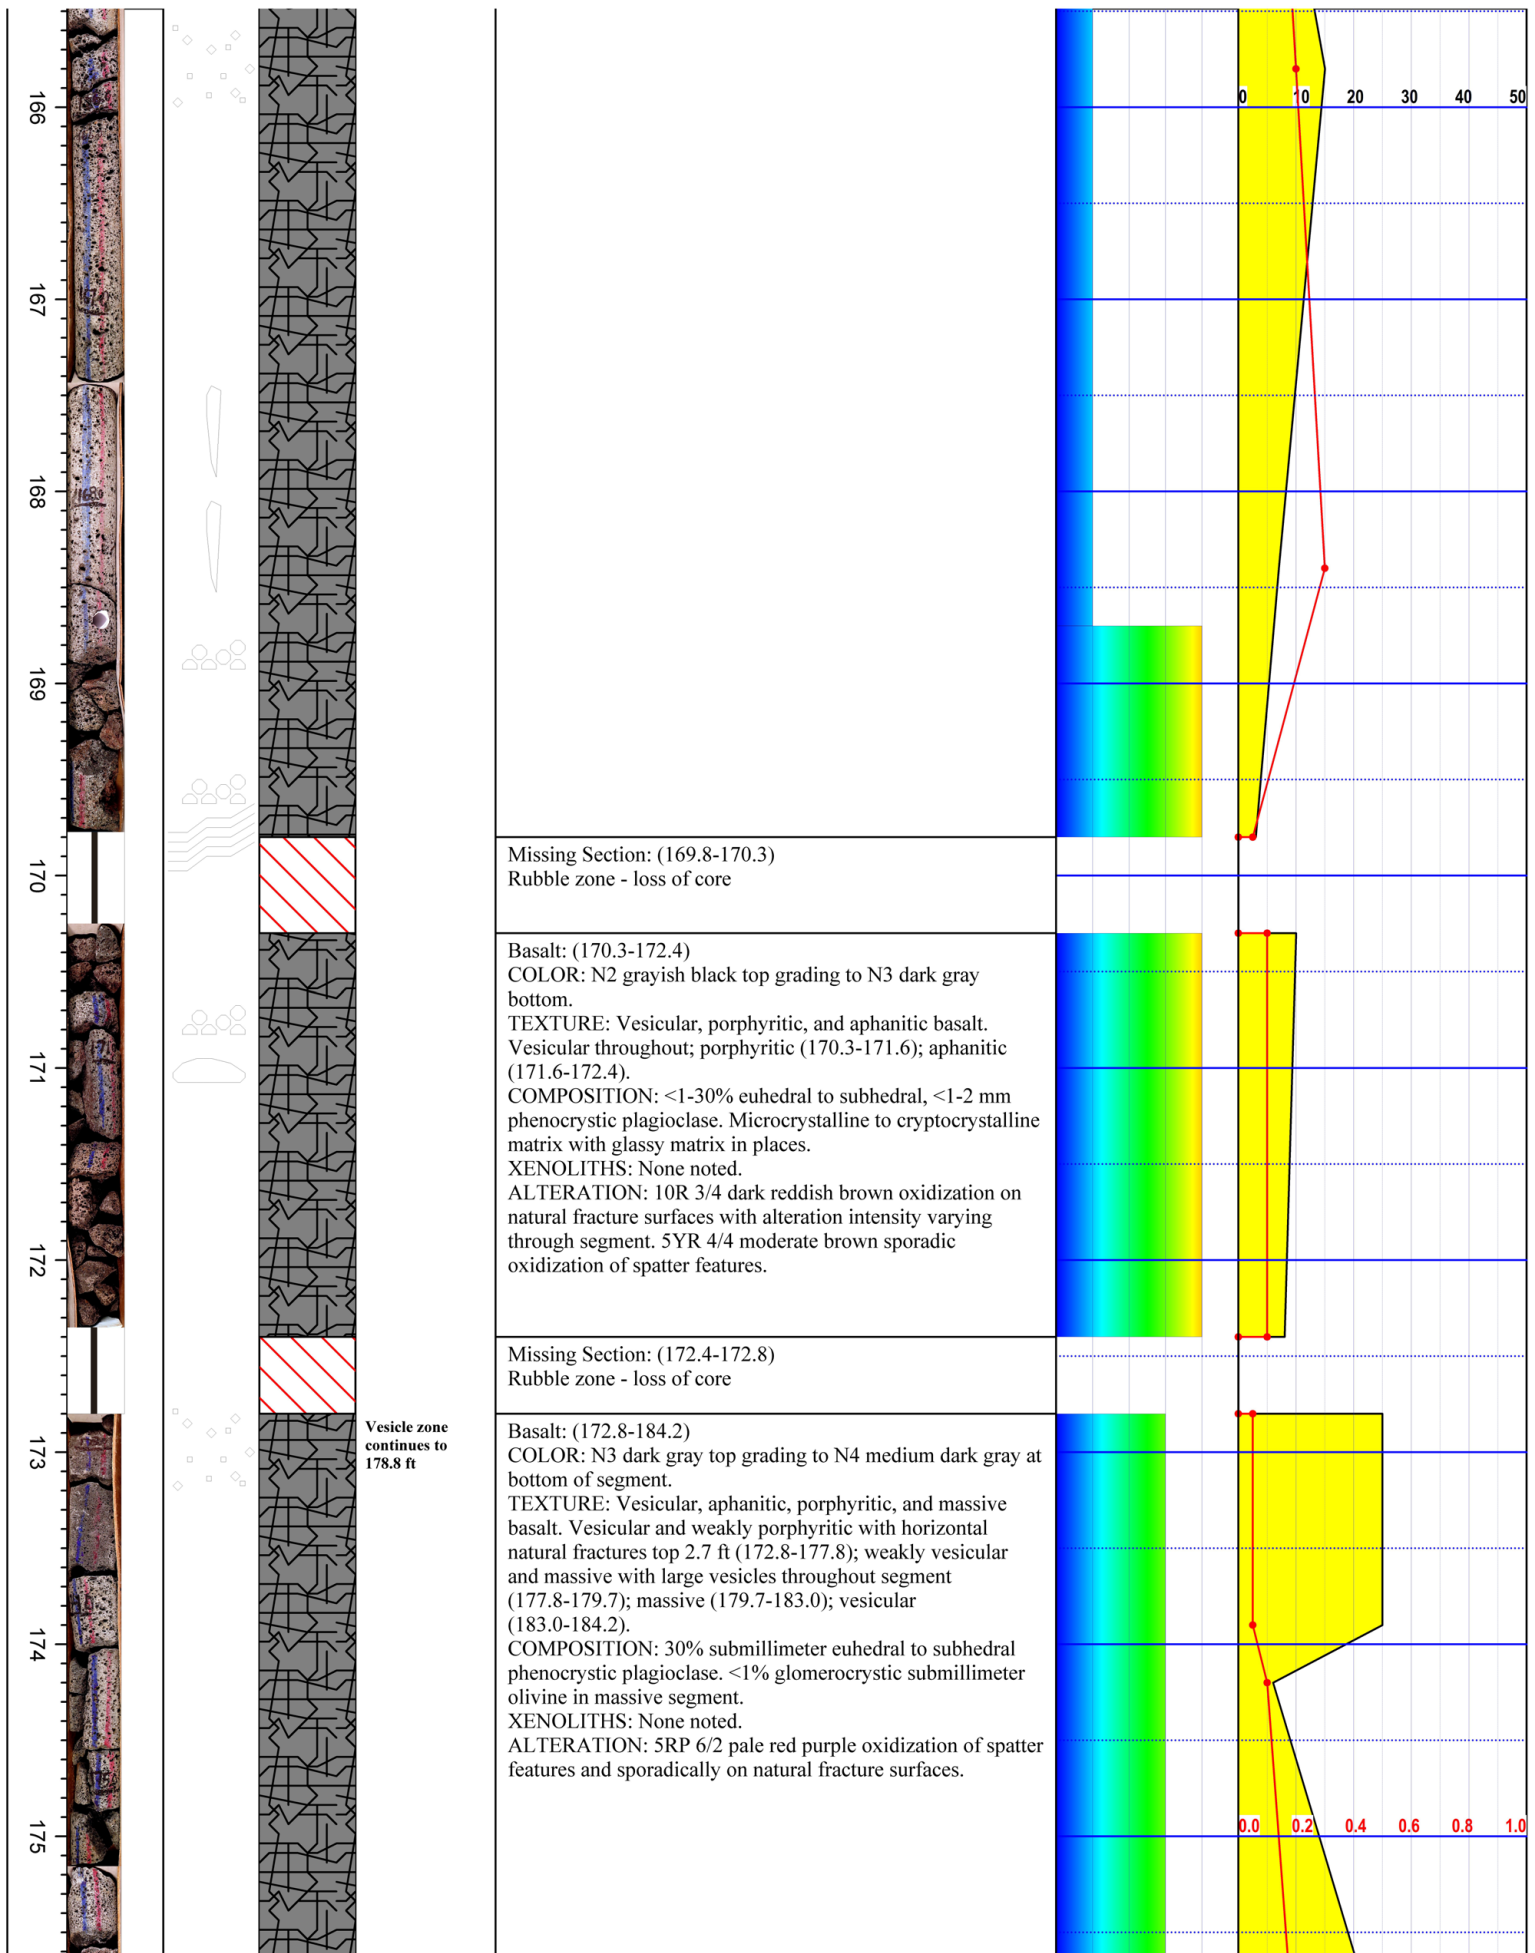 0 10 20 30 40 50
166
167
1670
168
1680
169
170
Missing Section: (169.8-170.3)
Rubble zone - loss of core
Basalt: (170.3-172.4)
COLOR: N2 grayish black top grading to N3 dark gray
bottom.
TEXTURE: Vesicular, porphyritic, and aphanitic basalt.
Vesicular throughout; porphyritic (170.3-171.6); aphanitic
(171.6-172.4).
COMPOSITION: <1-30% euhedral to subhedral, <1-2 mm
phenocrystic plagioclase. Microcrystalline to cryptocrystalline
matrix with glassy matrix in places.
XENOLITHS: None noted.
ALTERATION: 10R 3/4 dark reddish brown oxidization on
natural fracture surfaces with alteration intensity varying
through segment. 5YR 4/4 moderate brown sporadic
oxidization of spatter features.
171
172
Missing Section: (172.4-172.8)
Rubble zone - loss of core
Vesicle zone
continues to
178.8 ft
173
Basalt: (172.8-184.2)
COLOR: N3 dark gray top grading to N4 medium dark gray at
bottom of segment.
TEXTURE: Vesicular, aphanitic, porphyritic, and massive
basalt. Vesicular and weakly porphyritic with horizontal
natural fractures top 2.7 ft (172.8-177.8); weakly vesicular
and massive with large vesicles throughout segment
(177.8-179.7); massive (179.7-183.0); vesicular
(183.0-184.2).
COMPOSITION: 30% submillimeter euhedral to subhedral
phenocrystic plagioclase. <1% glomerocrystic submillimeter
olivine in massive segment.
XENOLITHS: None noted.
ALTERATION: 5RP 6/2 pale red purple oxidization of spatter
features and sporadically on natural fracture surfaces.
174
175
0.0 0.2 0.4 0.6 0.8 1.0